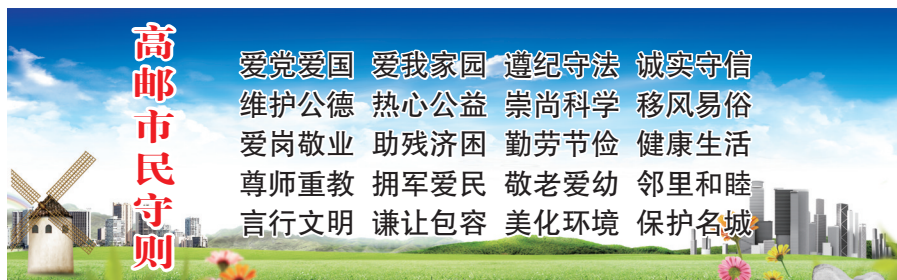 高邮市民守则
爱党爱国 爱我家园 遵纪守法 诚实守信
维护公德 热心公益 崇尚科学 移风易俗
爱岗敬业 助残济困 勤劳节俭 健康生活
尊师重教 拥军爱民 敬老爱幼 邻里和睦
言行文明 谦让包容 美化环境 保护名城